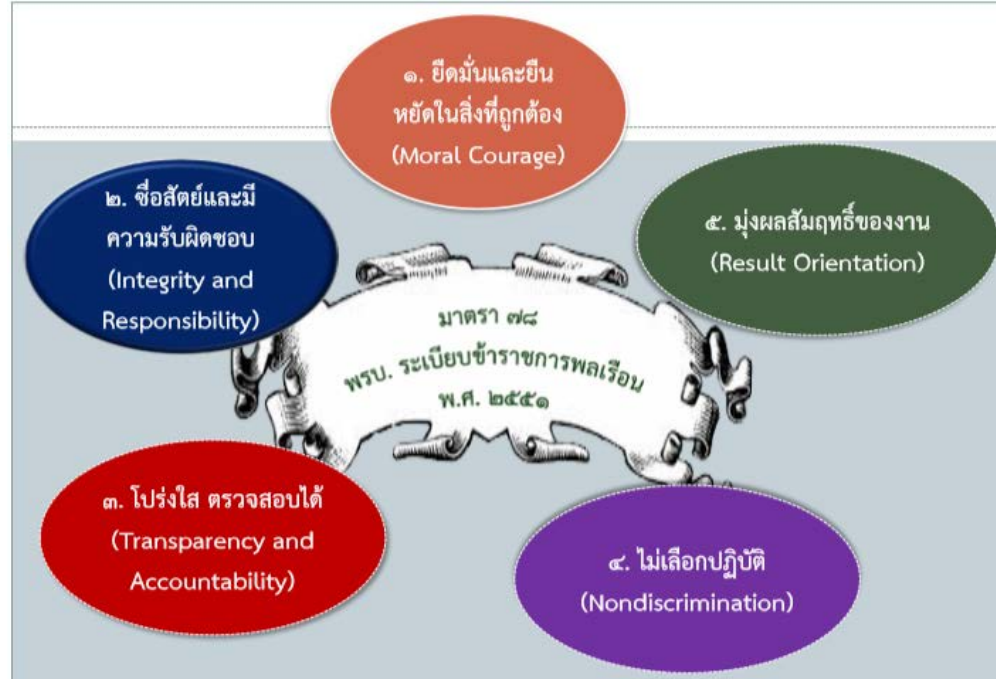 ๑. ยึดมั่นและยืน
หยัดในสิ่งที่ถูกต้อง
(Moral Courage)
๒. ซื่อสัตย์และมี
ความรับผิดชอบ
(Integrity and
Responsibility)
๕. มุ่งผลสัมฤทธิ์ของงาน
(Result Orientation)
มาตรา ๗๘
พรบ. ระเบียบข้าราชการพลเรือน
พ.ศ. ๒๕๕๑
๓. โปร่งใส ตรวจสอบได้
(Transparency and
Accountability)
๔. ไม่เลือกปฏิบัติ
(Nondiscrimination)